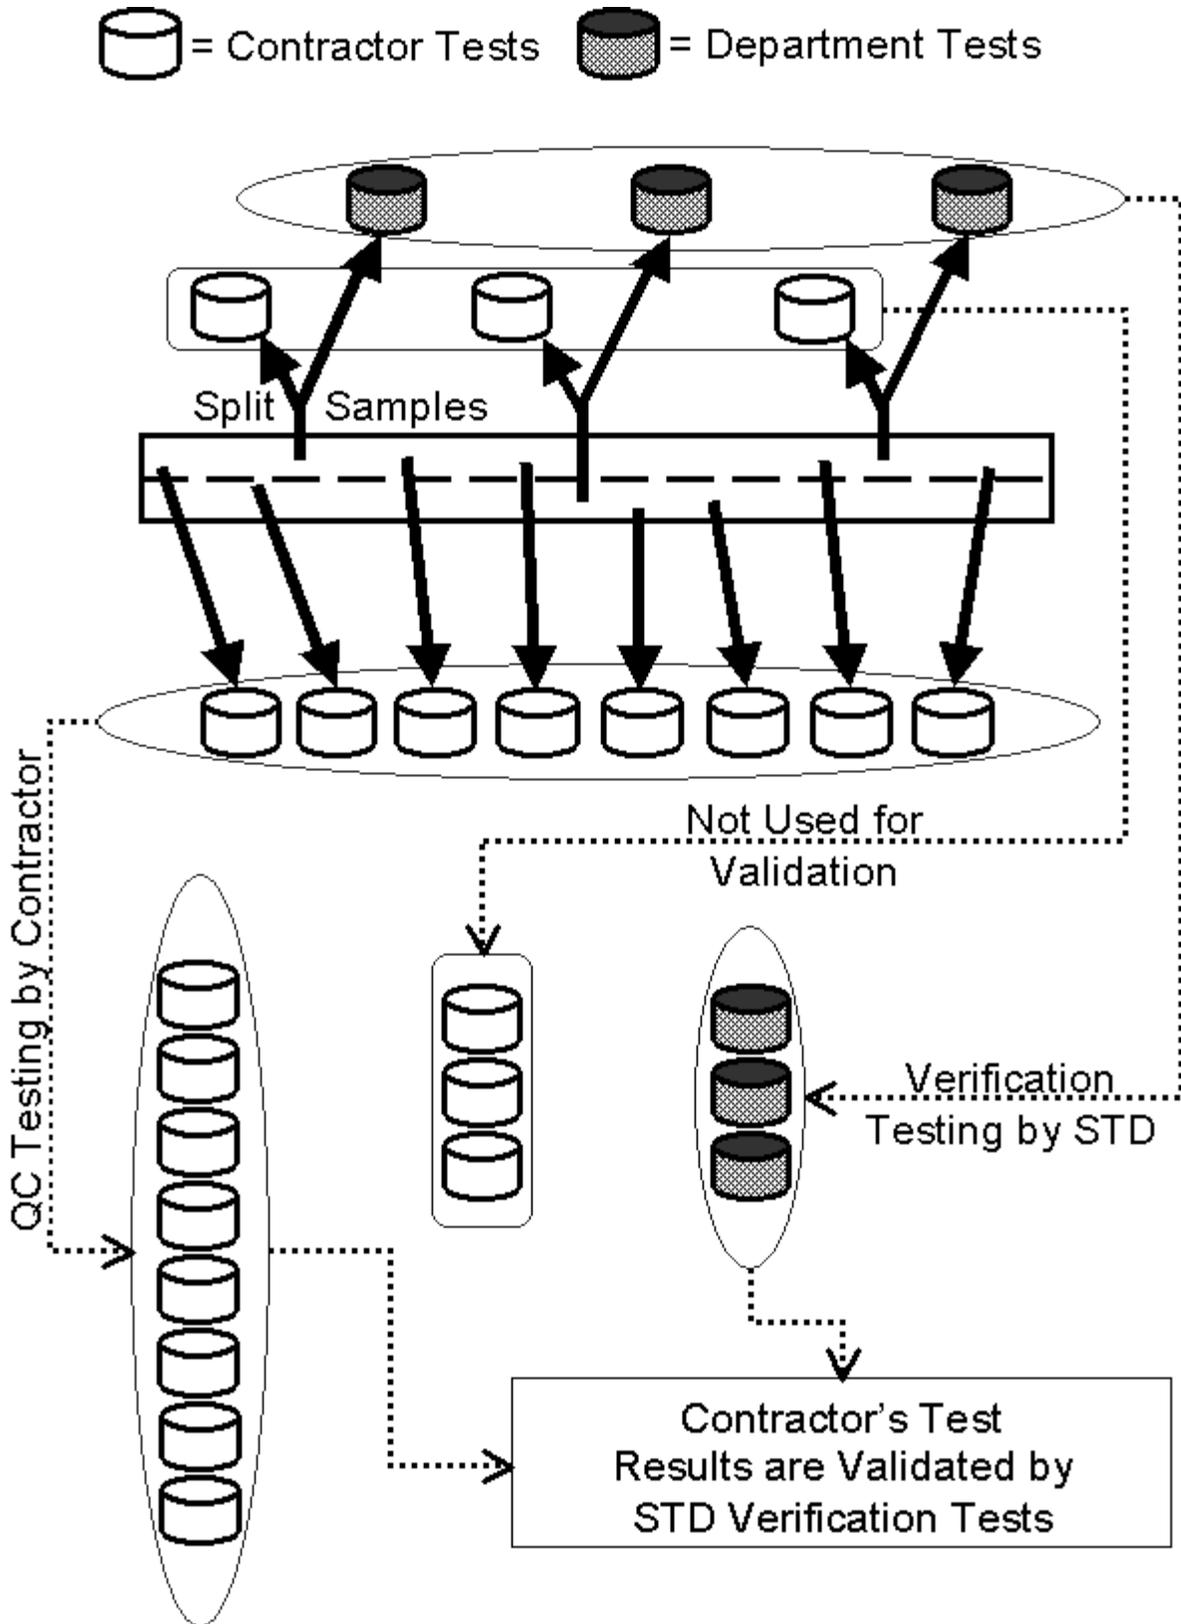 = Contractor Tests
= Department Tests
Split Samples
QC Testing by Contractor
Not Used for
Validation
Verification
Testing by STD
Contractor’s Test
Results are Validated by
STD Verification Tests